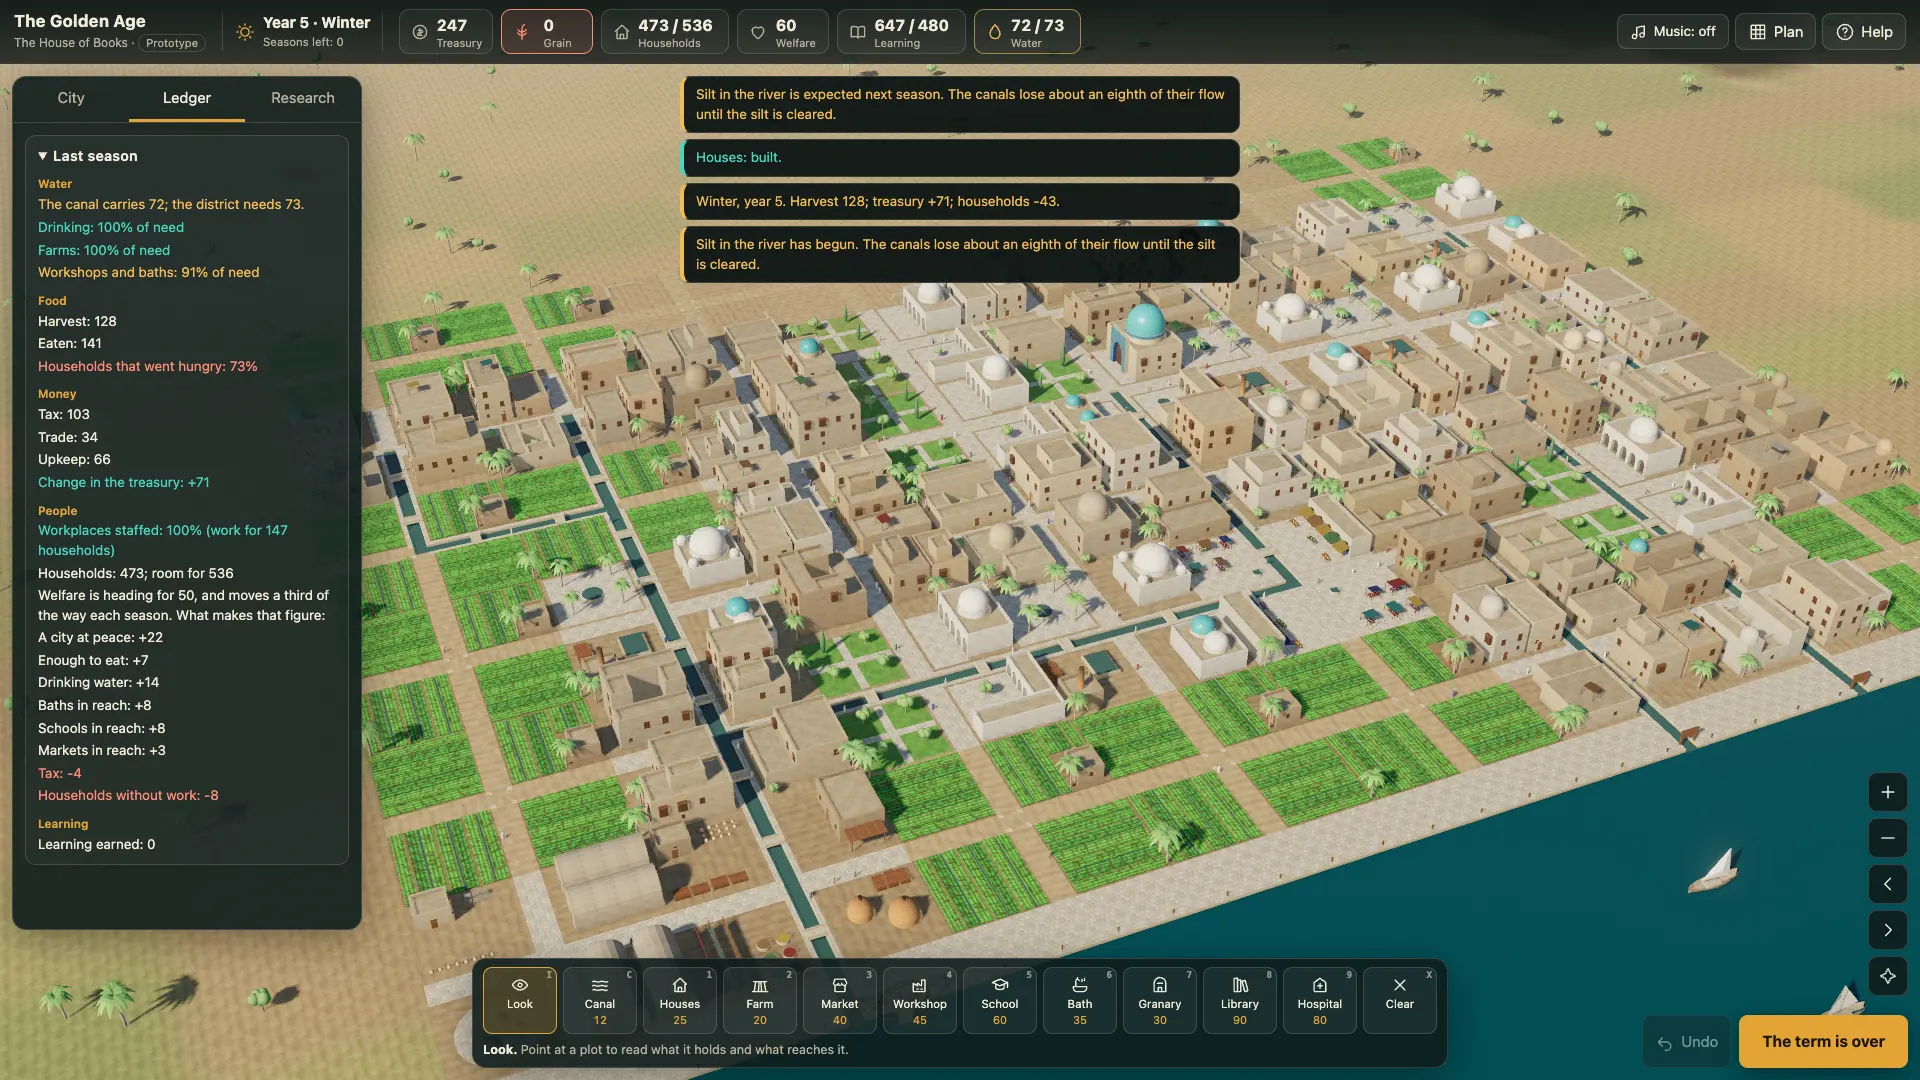 The Golden Age
The House of Books · Prototype
Year 5 · Winter
Seasons left: 0
247
Treasury
0
Grain
473 / 536
Households
60
Welfare
647 / 480
Learning
72 / 73
Water
Music: off
Plan
Help
City
Ledger
Research
▼ Last season
Water
The canal carries 72; the district needs 73.
Drinking: 100% of need
Farms: 100% of need
Workshops and baths: 91% of need
Food
Harvest: 128
Eaten: 141
Households that went hungry: 73%
Money
Tax: 103
Trade: 34
Upkeep: 66
Change in the treasury: +71
People
Workplaces staffed: 100% (work for 147
households)
Households: 473; room for 536
Welfare is heading for 50, and moves a third of
the way each season. What makes that figure:
A city at peace: +22
Enough to eat: +7
Drinking water: +14
Baths in reach: +8
Schools in reach: +8
Markets in reach: +3
Tax: -4
Households without work: -8
Learning
Learning earned: 0
Silt in the river is expected next season. The canals lose about an eighth of their flow
until the silt is cleared.
Houses: built.
Winter, year 5. Harvest 128; treasury +71; households -43.
Silt in the river has begun. The canals lose about an eighth of their flow until the silt
is cleared.
I
Look
C
Canal
12
1
Houses
25
2
Farm
20
3
Market
40
4
Workshop
45
5
School
60
6
Bath
35
7
Granary
30
8
Library
90
9
Hospital
80
X
Clear
Look. Point at a plot to read what it holds and what reaches it.
Undo
The term is over